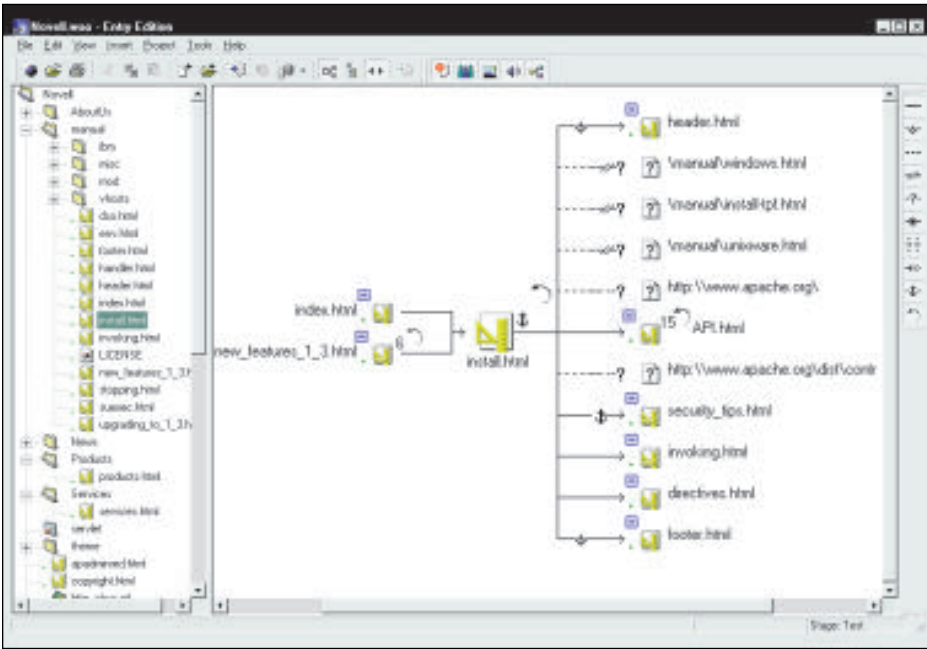 Novell.wao - Entry Edition
File Edit View Insert Project Tools Help
Novell
AboutUs
manual
ibm
misc
mod
vhosts
dso.html
env.html
footer.html
handler.html
header.html
index.html
install.html
invoking.html
LICENSE
new_features_1_3.h
stopping.html
suexec.html
upgrading_to_1_3.h
News
Products
products.html
Services
services.html
servlet
theme
copyright.html
index.html
new_features_1_3.html
6
install.html
header.html
\manual\windows.html
\manual\install-tpf.html
\manual\unixware.html
http:\\www.apache.org\
15
API.html
http:\\www.apache.org\dist\contr
security_tips.html
invoking.html
directives.html
footer.html
Stage: Test